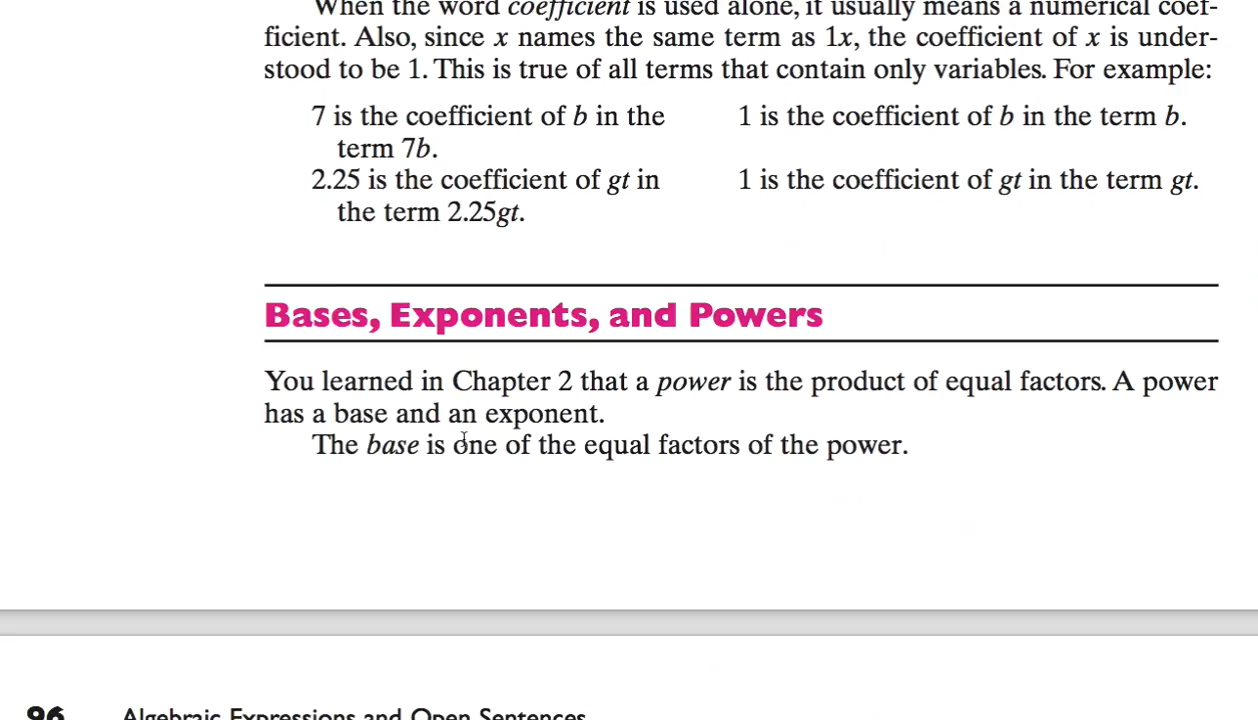 When the word coefficient is used alone, it usually means a numerical coef-
ficient. Also, since x names the same term as 1x, the coefficient of x is under-
stood to be 1. This is true of all terms that contain only variables. For example:
7 is the coefficient of b in the
term 7b.
1 is the coefficient of b in the term b.
2.25 is the coefficient of gt in
the term 2.25gt.
1 is the coefficient of gt in the term gt.
Bases, Exponents, and Powers
You learned in Chapter 2 that a power is the product of equal factors. A power
has a base and an exponent.
The base is one of the equal factors of the power.
96 Algebraic Expressions and Open Sentences